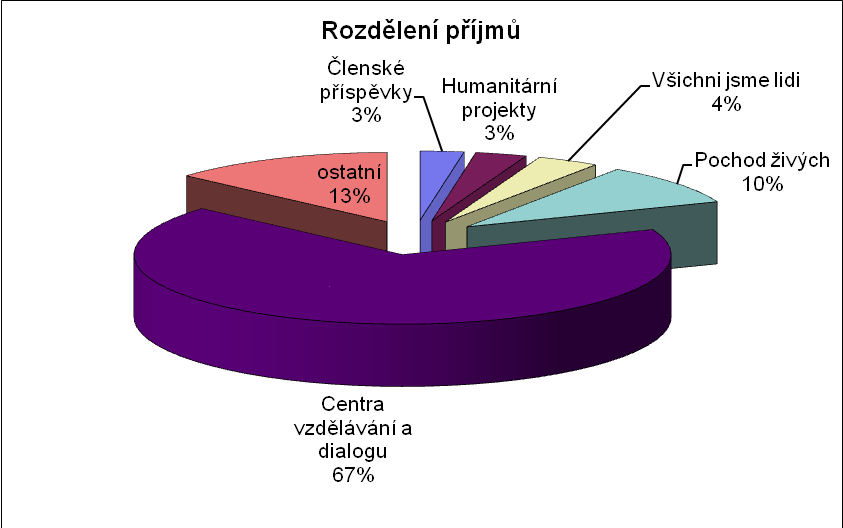 Rozdělení příjmů
Členské
příspěvky
3%
Humanitární
projekty
3%
Všichni jsme lidi
4%
Pochod živých
10%
ostatní
13%
Centra
vzdělávání a
dialogu
67%